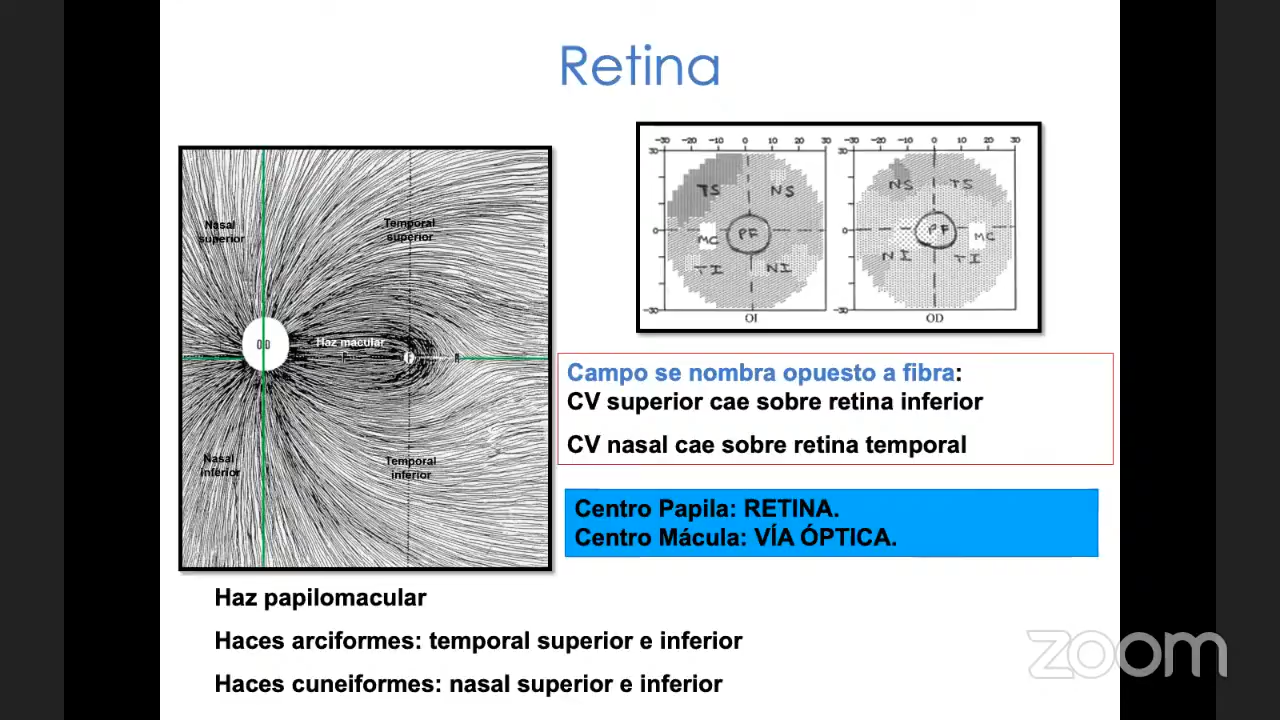 Retina
Nasal
superior
Temporal
superior
Haz macular
F
Nasal
inferior
Temporal
inferior
-30 -20 -10 0 10 20 30
30
TS
NS
0
MC
PF
TI
NI
-30
OI
-30 -20 -10 0 10 20 30
30
NS
TS
0
PF
MC
NI
TI
-30
OD
Campo se nombra opuesto a fibra:
CV superior cae sobre retina inferior
CV nasal cae sobre retina temporal
Centro Papila: RETINA.
Centro Mácula: VÍA ÓPTICA.
Haz papilomacular
Haces arciformes: temporal superior e inferior
Haces cuneiformes: nasal superior e inferior
zoom